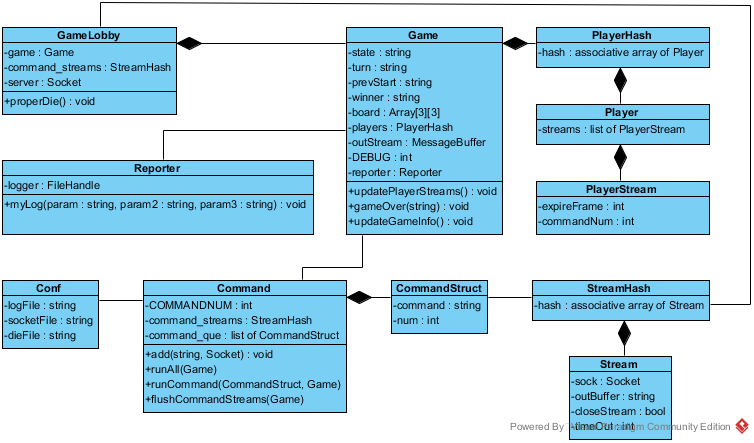 GameLobby
-game : Game
-command_streams : StreamHash
-server : Socket
+properDie() : void
Game
-state : string
-turn : string
-prevStart : string
-winner : string
-board : Array[3][3]
-players : PlayerHash
-outStream : MessageBuffer
-DEBUG : int
-reporter : Reporter
+updatePlayerStreams() : void
+gameOver(string) : void
+updateGameInfo() : void
PlayerHash
-hash : associative array of Player
Player
-streams : list of PlayerStream
PlayerStream
-expireFrame : int
-commandNum : int
Reporter
-logger : FileHandle
+myLog(param : string, param2 : string, param3 : string) : void
Conf
-logFile : string
-socketFile : string
-dieFile : string
Command
-COMMANDNUM : int
-command_streams : StreamHash
-command_que : list of CommandStruct
+add(string, Socket) : void
+runAll(Game)
+runCommand(CommandStruct, Game)
+flushCommandStreams(Game)
CommandStruct
-command : string
-num : int
StreamHash
-hash : associative array of Stream
Stream
-sock : Socket
-outBuffer : string
-closeStream : bool
-timeOut : int
Powered By Visual Paradigm Community Edition